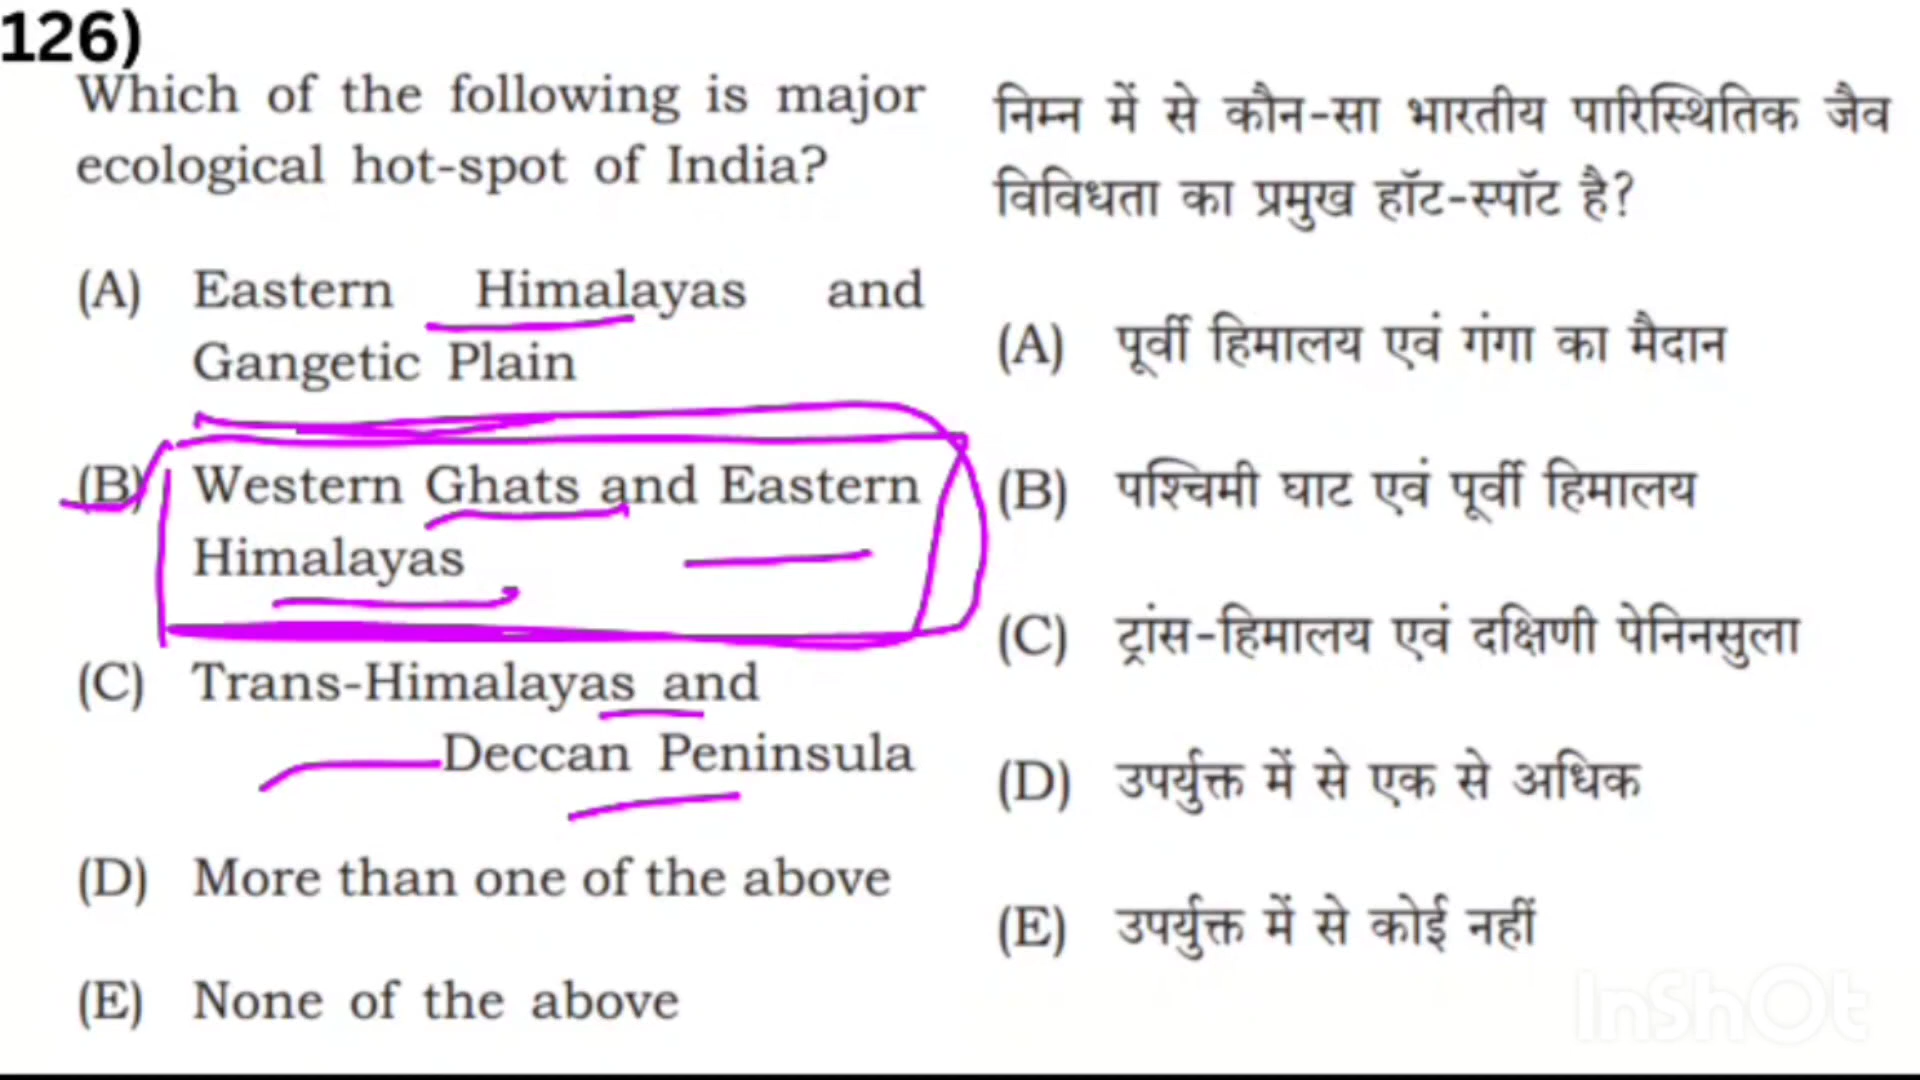 126)
Which of the following is major
ecological hot-spot of India?
(A) Eastern Himalayas and
Gangetic Plain
(B) Western Ghats and Eastern
Himalayas
(C) Trans-Himalayas and
Deccan Peninsula
(D) More than one of the above
(E) None of the above
निम्न में से कौन-सा भारतीय पारिस्थितिक जैव
विविधता का प्रमुख हॉट-स्पॉट है?
(A) पूर्वी हिमालय एवं गंगा का मैदान
(B) पश्चिमी घाट एवं पूर्वी हिमालय
(C) ट्रांस-हिमालय एवं दक्षिणी पेनिनसुला
(D) उपर्युक्त में से एक से अधिक
(E) उपर्युक्त में से कोई नहीं
InShOt